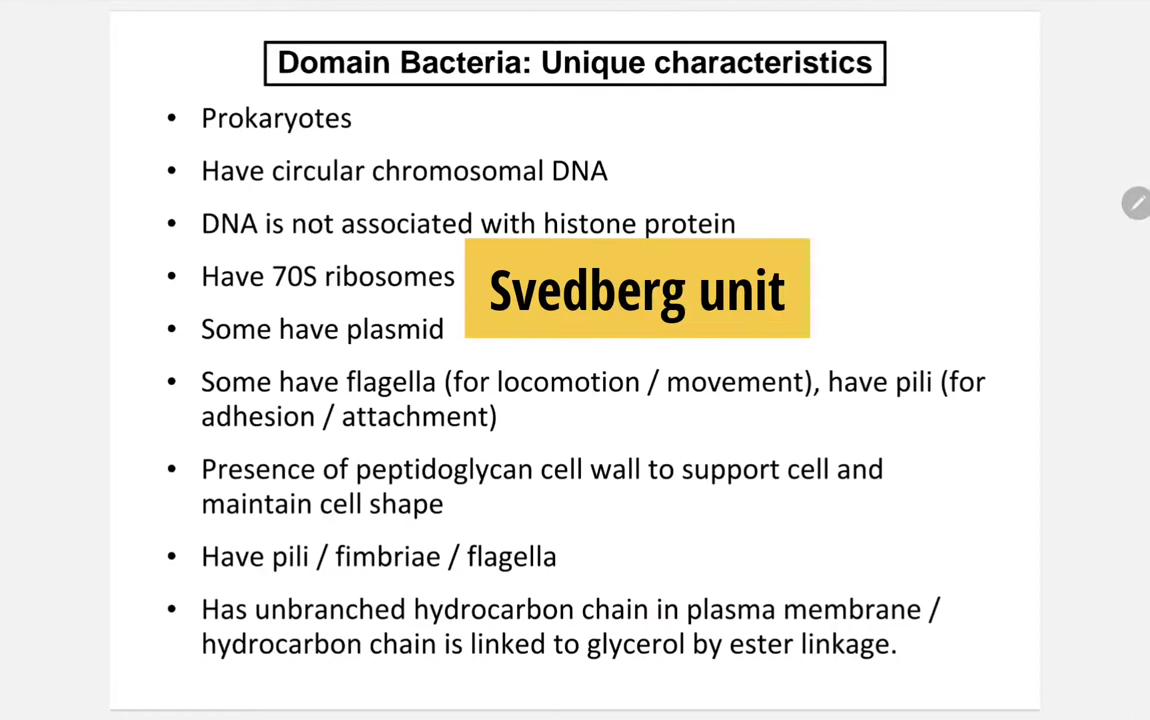 Domain Bacteria: Unique characteristics
• Prokaryotes
• Have circular chromosomal DNA
• DNA is not associated with histone protein
• Have 70S ribosomes
Svedberg unit
• Some have plasmid
• Some have flagella (for locomotion / movement), have pili (for
adhesion / attachment)
• Presence of peptidoglycan cell wall to support cell and
maintain cell shape
• Have pili / fimbriae / flagella
• Has unbranched hydrocarbon chain in plasma membrane /
hydrocarbon chain is linked to glycerol by ester linkage.